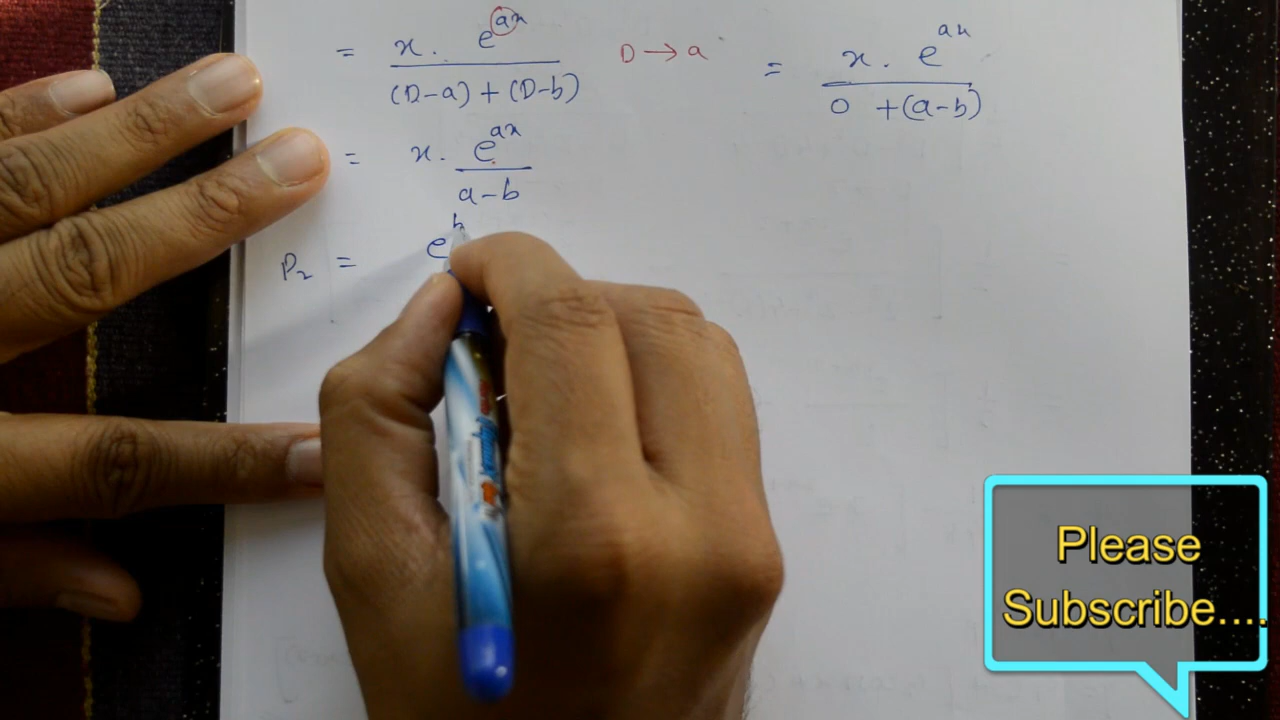 = x . e^{ax} / (D-a) + (D-b) D → a = x . e^{ax} / 0 + (a-b)
= x . e^{ax} / a-b
P₂ = e^b
Please
Subscribe....